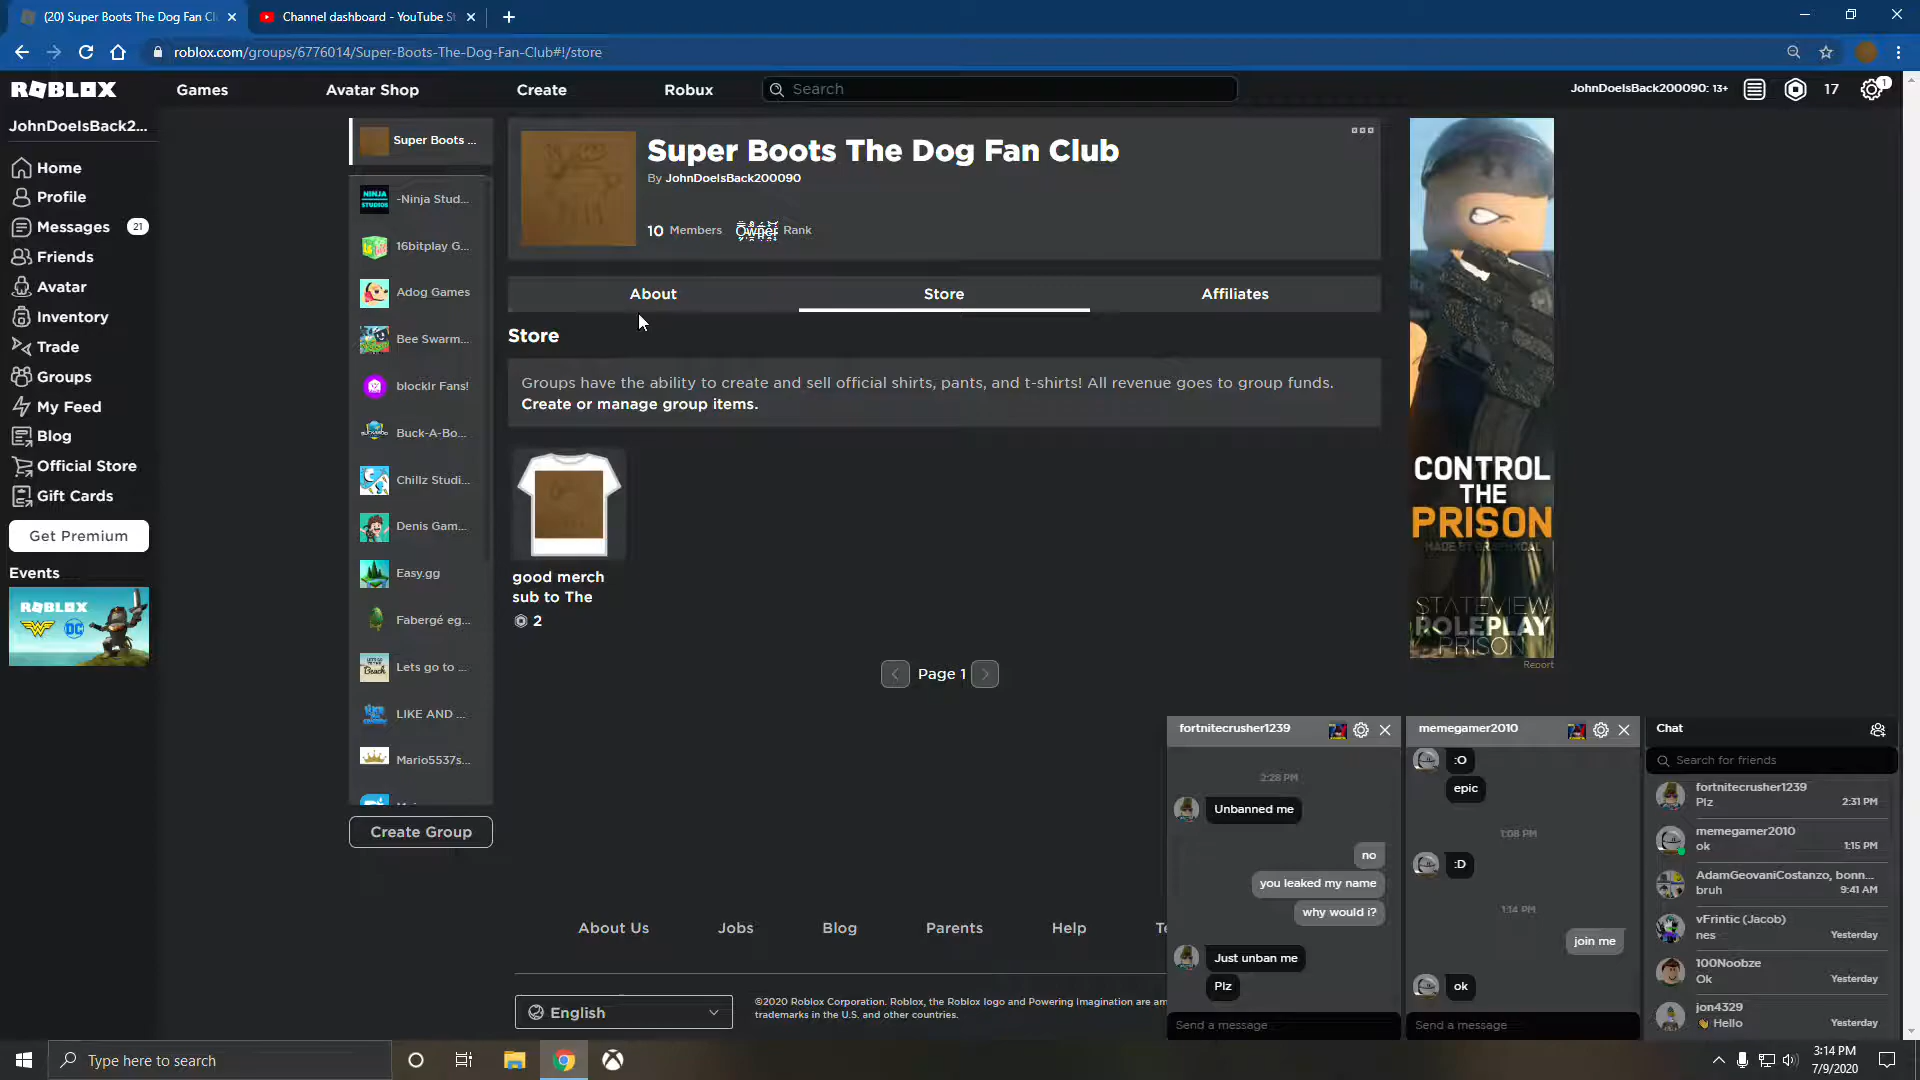 (20) Super Boots The Dog Fan Cl
Channel dashboard - YouTube St
roblox.com/groups/6776014/Super-Boots-The-Dog-Fan-Club#!/store
ROBLOX
Games
Avatar Shop
Create
Robux
Search
JohnDoeIsBack200090: 13+
17
1
JohnDoeIsBack2...
Home
Profile
Messages
21
Friends
Avatar
Inventory
Trade
Groups
My Feed
Blog
Official Store
Gift Cards
Get Premium
Events
ROBLOX
DC
Super Boots ...
NINJA
STUDIOS
-Ninja Stud...
16bitplay G...
Adog Games
Bee Swarm...
blocklr Fans!
Buck-A-Bo...
Chillz Studi...
Denis Gam...
Easy.gg
Fabergé eg...
Lets go to ...
LIKE AND ...
Mario5537s...
Create Group
Super Boots The Dog Fan Club
By JohnDoeIsBack200090
10 Members
Owner Rank
About
Store
Affiliates
Store
Groups have the ability to create and sell official shirts, pants, and t-shirts! All revenue goes to group funds.
Create or manage group items.
good merch
sub to The
2
Page 1
CONTROL
THE
PRISON
MADE BY GRAPHXCAL
STATEVIEW
ROLEPLAY
PRISON
Report
About Us
Jobs
Blog
Parents
Help
Te
English
©2020 Roblox Corporation. Roblox, the Roblox logo and Powering Imagination are am
trademarks in the U.S. and other countries.
fortnitecrusher1239
2:28 PM
Unbanned me
no
you leaked my name
why would i?
Just unban me
Plz
Send a message
memegamer2010
:O
epic
1:08 PM
:D
1:14 PM
join me
ok
Send a message
Chat
Search for friends
fortnitecrusher1239
Plz
2:31 PM
memegamer2010
ok
1:15 PM
AdamGeovaniCostanzo, bonn...
bruh
9:41 AM
vFrintic (Jacob)
nes
Yesterday
100Noobze
Ok
Yesterday
jon4329
👋 Hello
Yesterday
Type here to search
3:14 PM
7/9/2020